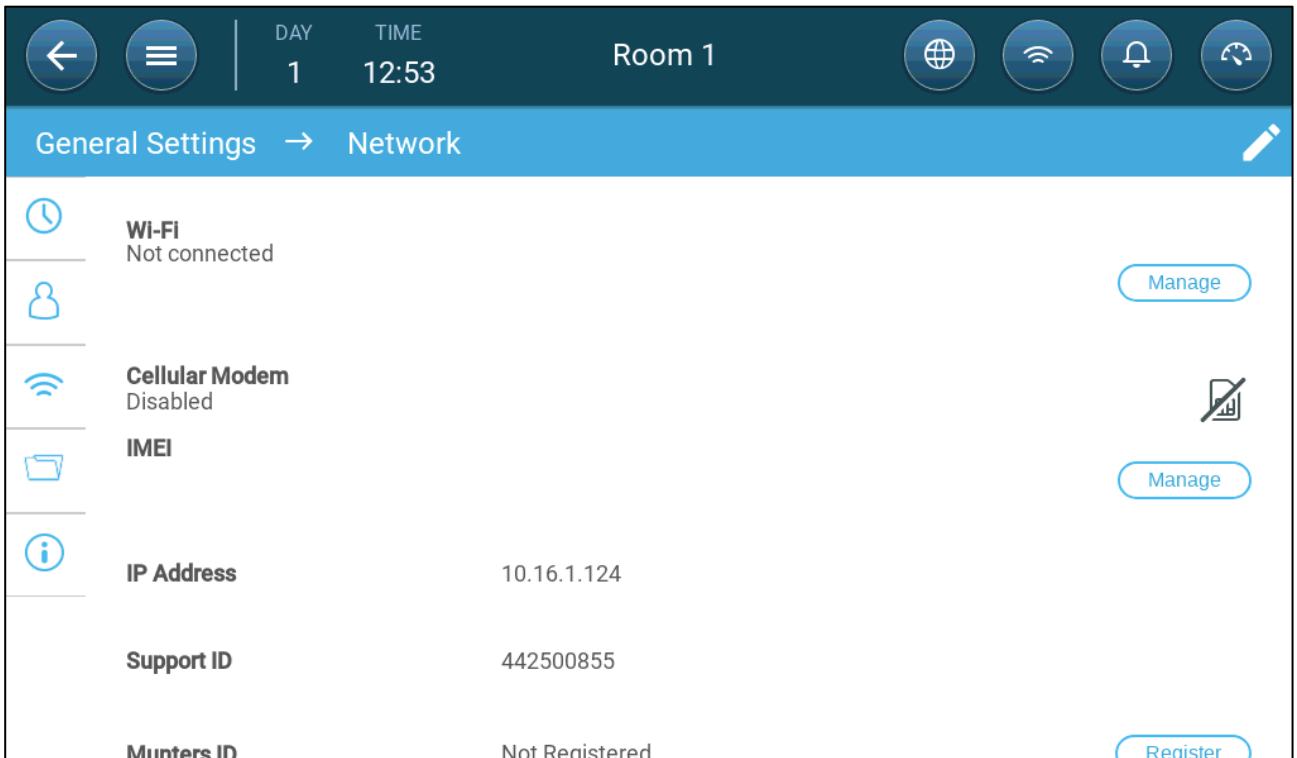 DAY TIME
1 12:53 Room 1
General Settings → Network
Wi-Fi
Not connected
Manage
Cellular Modem
Disabled
IMEI
Manage
IP Address 10.16.1.124
Support ID 442500855
Munters ID Not Registered Register